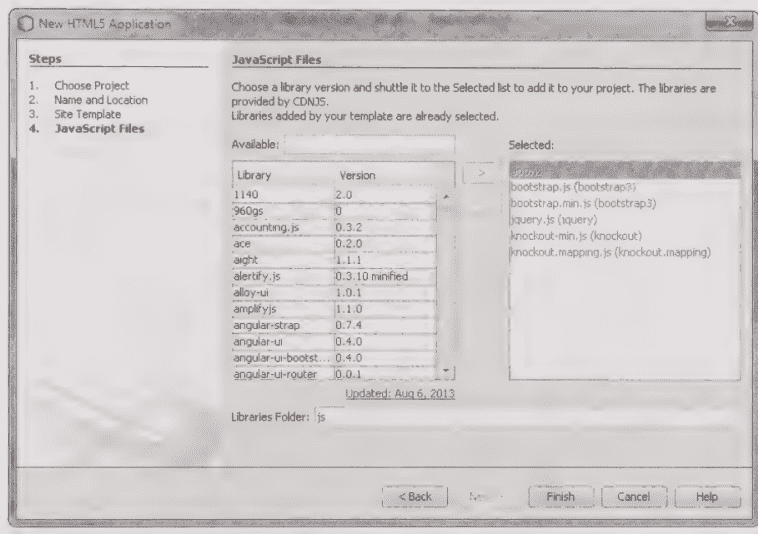 New HTML5 Application
Steps
1. Choose Project
2. Name and Location
3. Site Template
4. JavaScript Files
JavaScript Files
Choose a library version and shuttle it to the Selected list to add it to your project. The libraries are
provided by CDNJS.
Libraries added by your template are already selected.
Available:
Library Version
1140 2.0
960gs 0
accounting.js 0.3.2
ace 0.2.0
aight 1.1.1
alertify.js 0.3.10 minified
alloy-ui 1.0.1
amplifyjs 1.1.0
angular-strap 0.7.4
angular-ui 0.4.0
angular-ui-bootst... 0.4.0
angular-ui-router 0.0.1
Updated: Aug 6, 2013
>
Selected:
bootstrap.js (bootstrap3)
bootstrap.min.js (bootstrap3)
jquery.js (jquery)
knockout-min.js (knockout)
knockout.mapping.js (knockout.mapping)
Libraries Folder: js
< Back
Finish
Cancel
Help